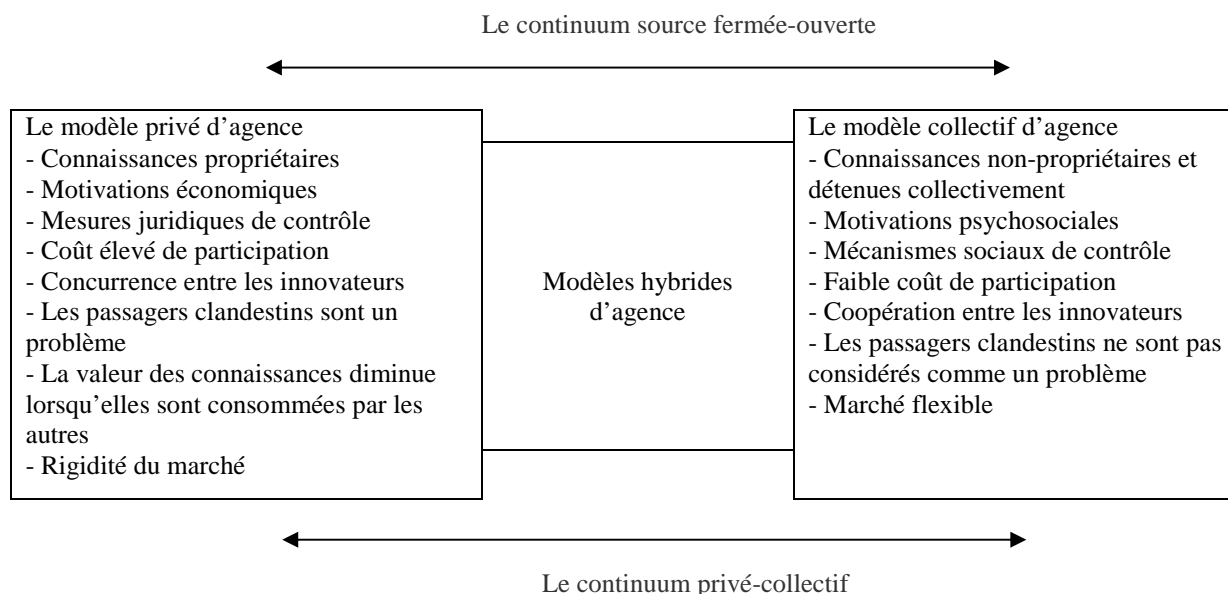 Le continuum source fermée-ouverte
Le modèle privé d'agence
- Connaissances propriétaires
- Motivations économiques
- Mesures juridiques de contrôle
- Coût élevé de participation
- Concurrence entre les innovateurs
- Les passagers clandestins sont un
problème
- La valeur des connaissances diminue
lorsqu'elles sont consommées par les
autres
- Rigidité du marché
Modèles hybrides
d'agence
Le modèle collectif d'agence
- Connaissances non-propriétaires et
détenues collectivement
- Motivations psychosociales
- Mécanismes sociaux de contrôle
- Faible coût de participation
- Coopération entre les innovateurs
- Les passagers clandestins ne sont pas
considérés comme un problème
- Marché flexible
Le continuum privé-collectif